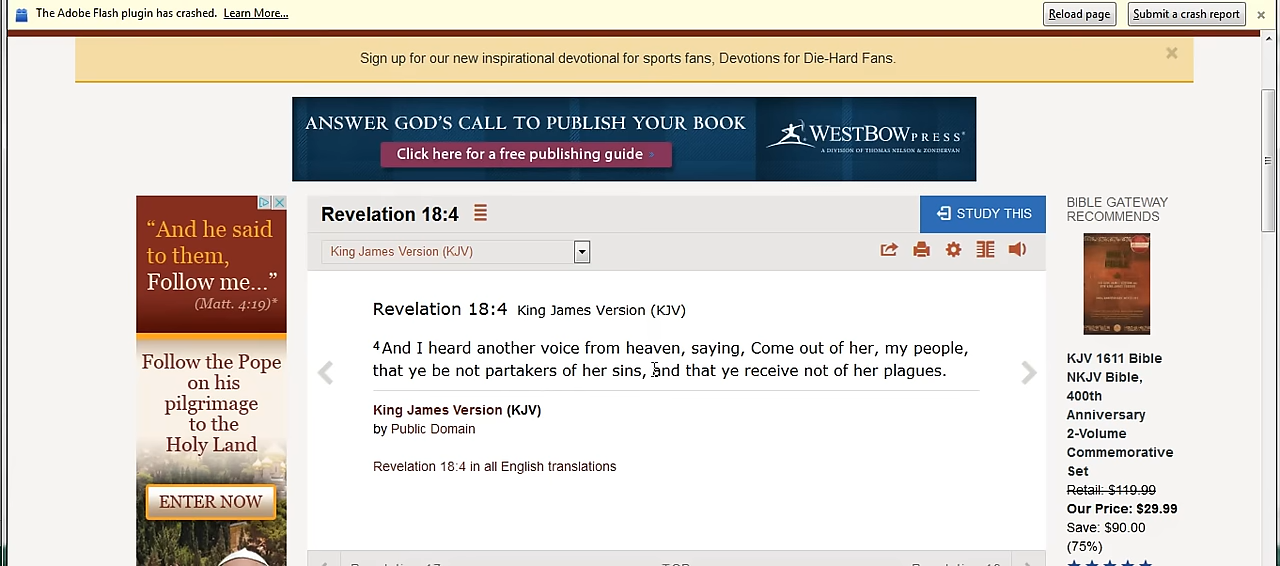 The Adobe Flash plugin has crashed. Learn More...
Reload page
Submit a crash report
Sign up for our new inspirational devotional for sports fans, Devotions for Die-Hard Fans.
ANSWER GOD'S CALL TO PUBLISH YOUR BOOK
Click here for a free publishing guide
WESTBOW PRESS
A DIVISION OF THOMAS NELSON & ZONDERVAN
“And he said
to them,
Follow me...”
(Matt. 4:19)*
Follow the Pope
on his
pilgrimage
to the
Holy Land
ENTER NOW
Revelation 18:4
STUDY THIS
King James Version (KJV)
Revelation 18:4 King James Version (KJV)
4 And I heard another voice from heaven, saying, Come out of her, my people,
that ye be not partakers of her sins, and that ye receive not of her plagues.
King James Version (KJV)
by Public Domain
Revelation 18:4 in all English translations
BIBLE GATEWAY
RECOMMENDS
KJV 1611 Bible
NKJV Bible,
400th
Anniversary
2-Volume
Commemorative
Set
Retail: $119.99
Our Price: $29.99
Save: $90.00
(75%)